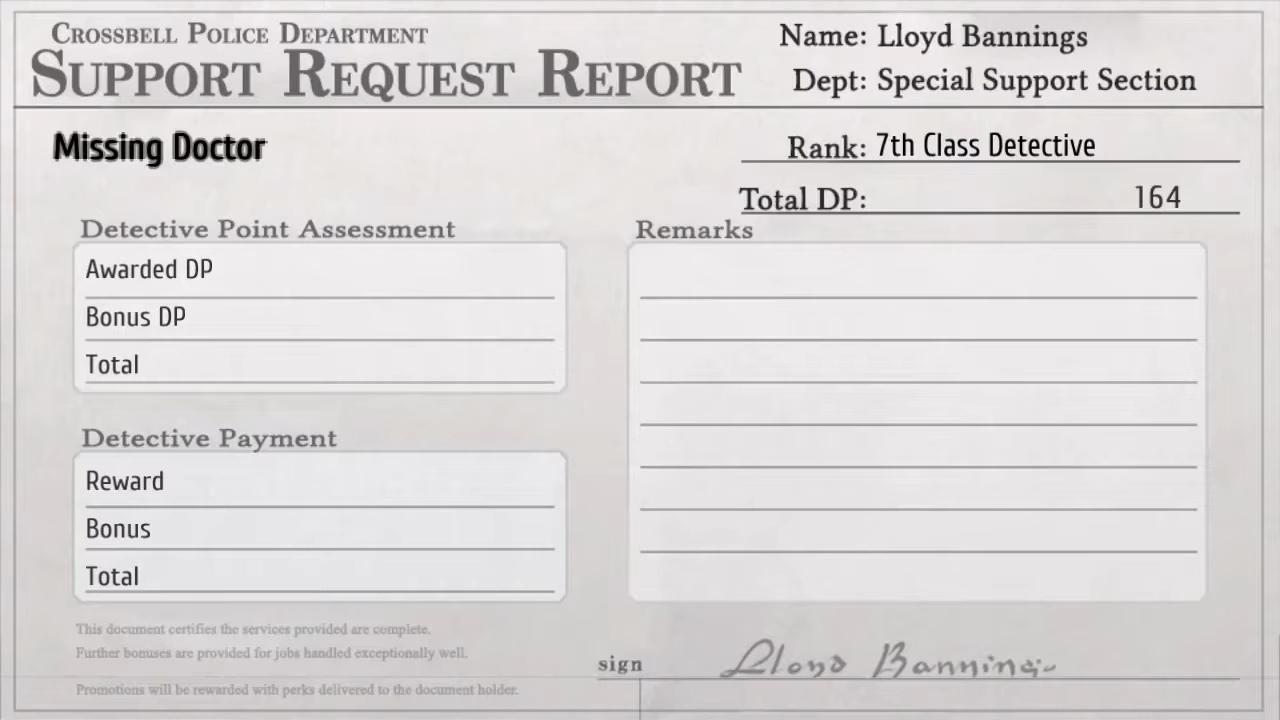 CROSSBELL POLICE DEPARTMENT
SUPPORT REQUEST REPORT
Name: Lloyd Bannings
Dept: Special Support Section
Missing Doctor
Rank: 7th Class Detective
Total DP: 164
Detective Point Assessment
Awarded DP
Bonus DP
Total
Remarks
Detective Payment
Reward
Bonus
Total
This document certifies the services provided are complete.
Further bonuses are provided for jobs handled exceptionally well.
Promotions will be rewarded with perks delivered to the document holder.
sign Lloyd Bannings